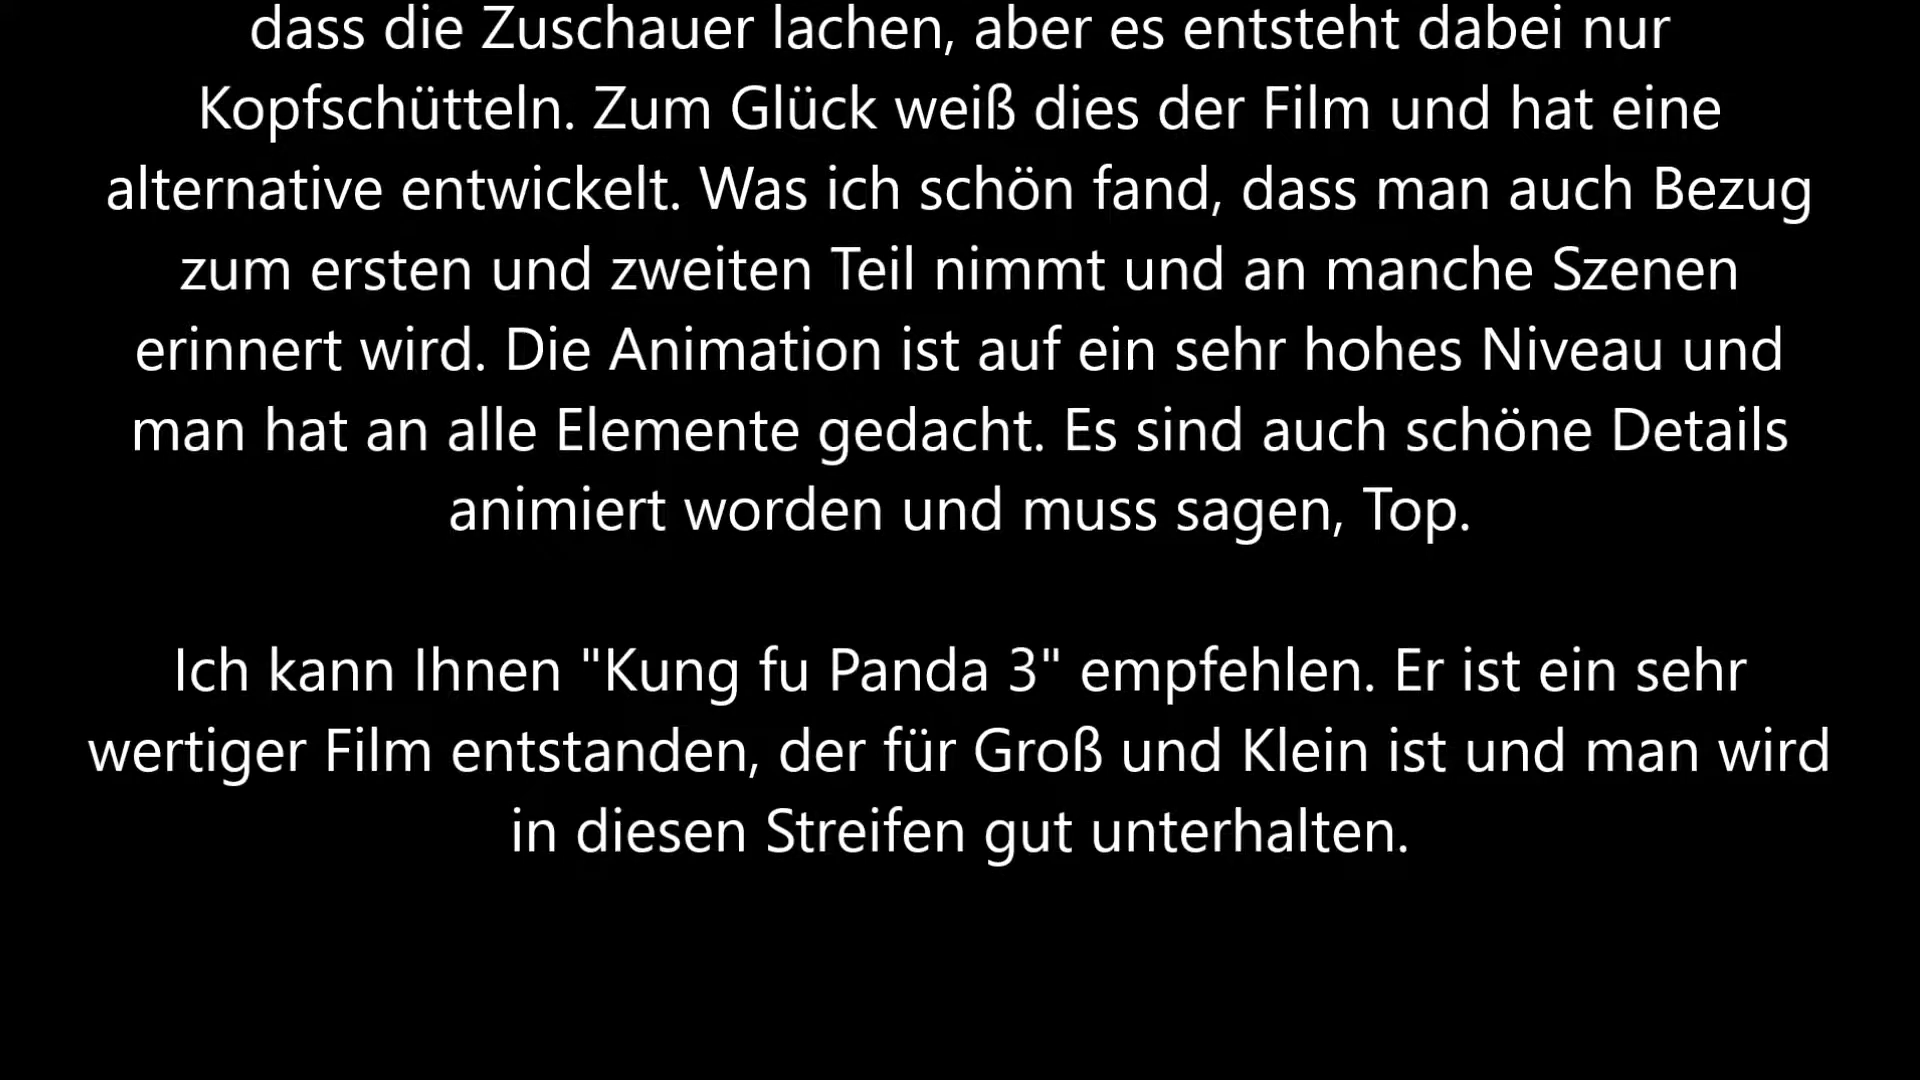 dass die Zuschauer lachen, aber es entsteht dabei nur
Kopfschütteln. Zum Glück weiß dies der Film und hat eine
alternative entwickelt. Was ich schön fand, dass man auch Bezug
zum ersten und zweiten Teil nimmt und an manche Szenen
erinnert wird. Die Animation ist auf ein sehr hohes Niveau und
man hat an alle Elemente gedacht. Es sind auch schöne Details
animiert worden und muss sagen, Top.
Ich kann Ihnen "Kung fu Panda 3" empfehlen. Er ist ein sehr
wertiger Film entstanden, der für Groß und Klein ist und man wird
in diesen Streifen gut unterhalten.